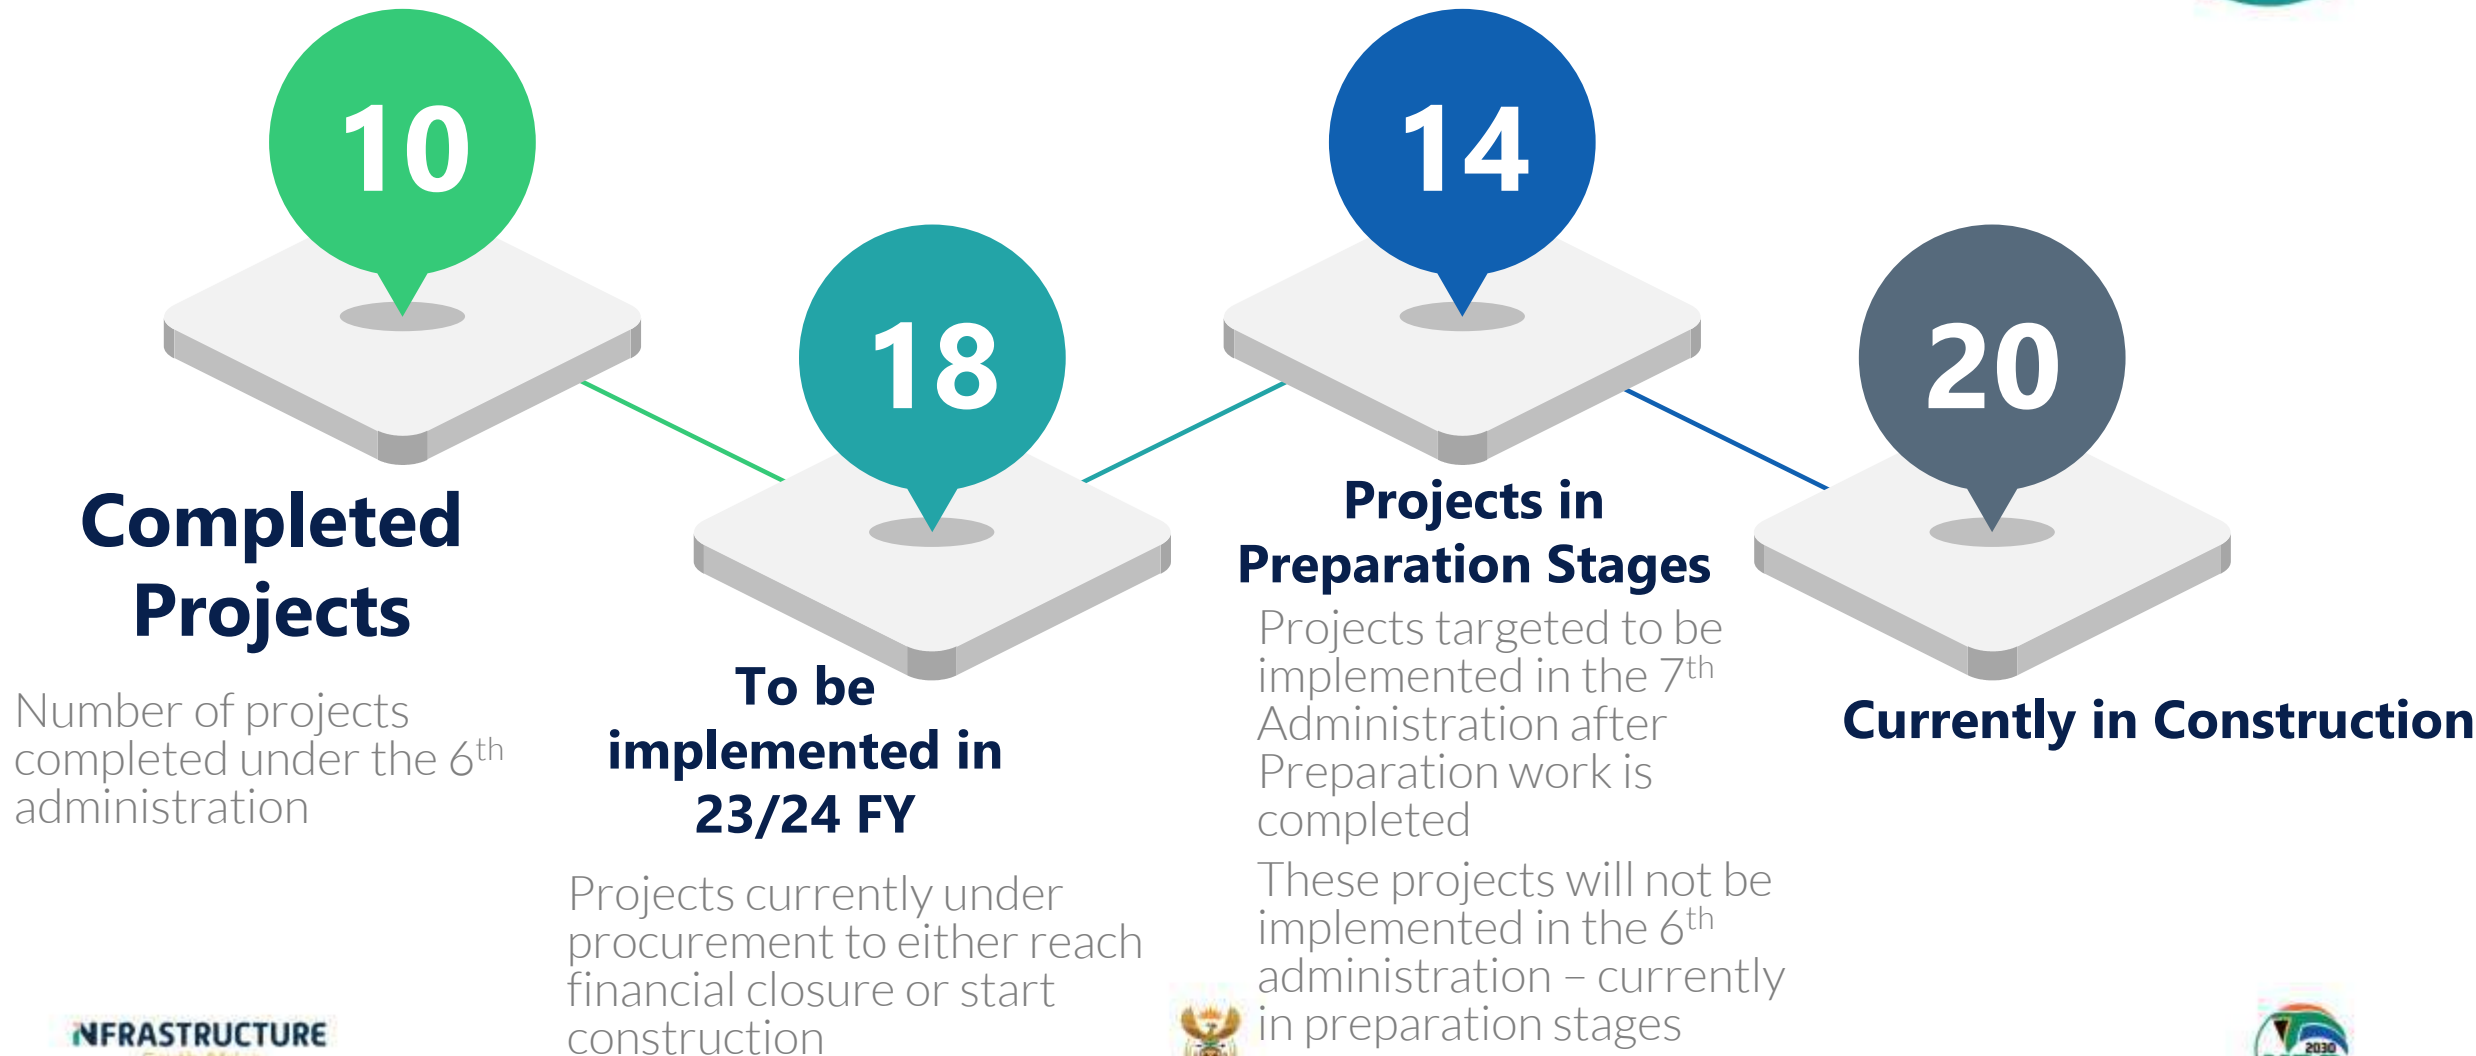 10
Completed
Projects
Number of projects
completed under the 6th
administration
18
To be
implemented in
23/24 FY
Projects currently under
procurement to either reach
financial closure or start
construction
14
Projects in
Preparation Stages
Projects targeted to be
implemented in the 7th
Administration after
Preparation work is
completed
These projects will not be
implemented in the 6th
administration – currently
in preparation stages
20
Currently in Construction
INFRASTRUCTURE
2030